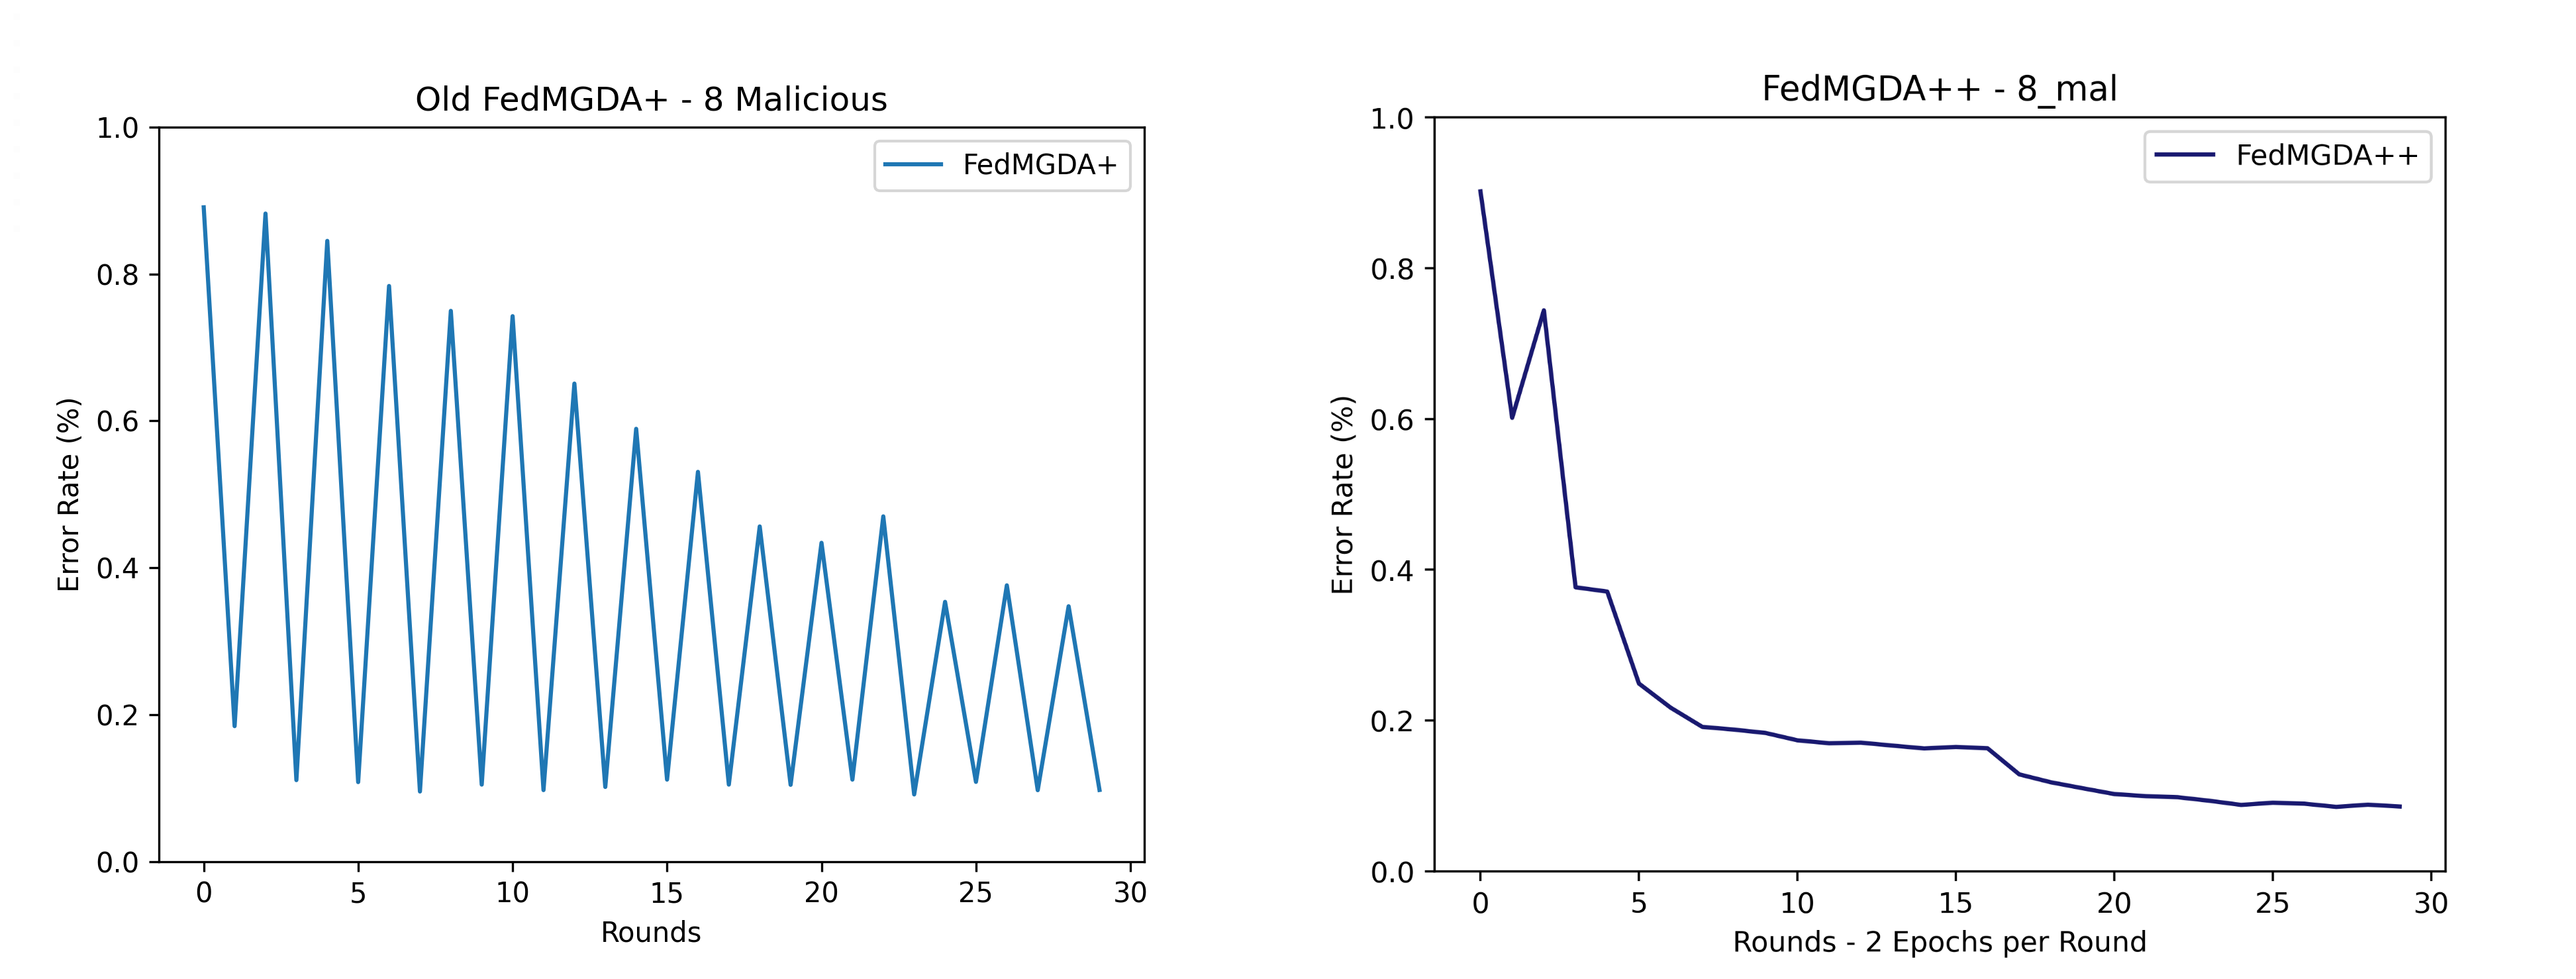 Old FedMGDA+ - 8 Malicious
FedMGDA+
1.0
0.8
0.6
0.4
0.2
0.0
Error Rate (%)
0 5 10 15 20 25 30
Rounds
FedMGDA++ - 8_mal
FedMGDA++
1.0
0.8
0.6
0.4
0.2
0.0
Error Rate (%)
0 5 10 15 20 25 30
Rounds - 2 Epochs per Round